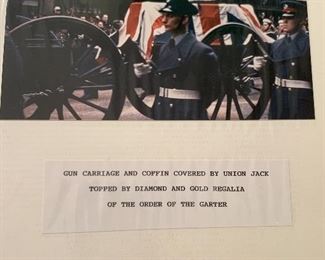 GUN CARRIAGE AND COFFIN COVERED BY UNION JACK
TOPPED BY DIAMOND AND GOLD REGALIA
OF THE ORDER OF THE GARTER